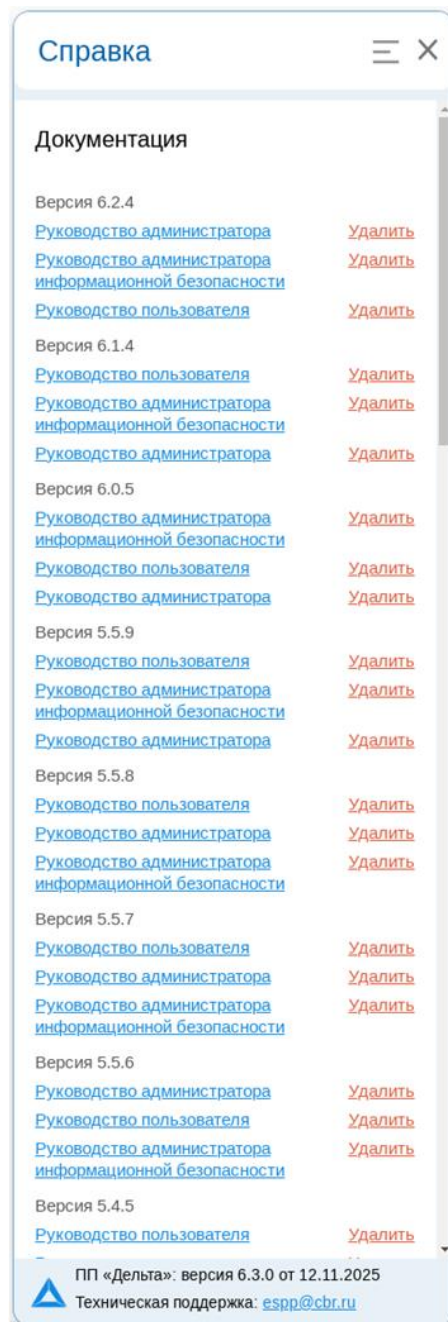 Справка
Документация
Версия 6.2.4
Руководство администратора Удалить
Руководство администратора Удалить
информационной безопасности
Руководство пользователя Удалить
Версия 6.1.4
Руководство пользователя Удалить
Руководство администратора Удалить
информационной безопасности
Руководство администратора Удалить
Версия 6.0.5
Руководство администратора Удалить
информационной безопасности
Руководство пользователя Удалить
Руководство администратора Удалить
Версия 5.5.9
Руководство пользователя Удалить
Руководство администратора Удалить
информационной безопасности
Руководство администратора Удалить
Версия 5.5.8
Руководство пользователя Удалить
Руководство администратора Удалить
Руководство администратора Удалить
информационной безопасности
Версия 5.5.7
Руководство пользователя Удалить
Руководство администратора Удалить
Руководство администратора Удалить
информационной безопасности
Версия 5.5.6
Руководство администратора Удалить
Руководство пользователя Удалить
Руководство администратора Удалить
информационной безопасности
Версия 5.4.5
Руководство пользователя Удалить
ПП «Дельта»: версия 6.3.0 от 12.11.2025
Техническая поддержка: espp@cbr.ru